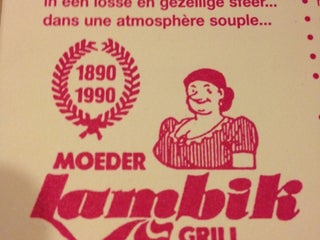 in een losse en gezellige sfeer...
dans une atmosphère souple...
1890
1990
MOEDER
Lambik
GRILL